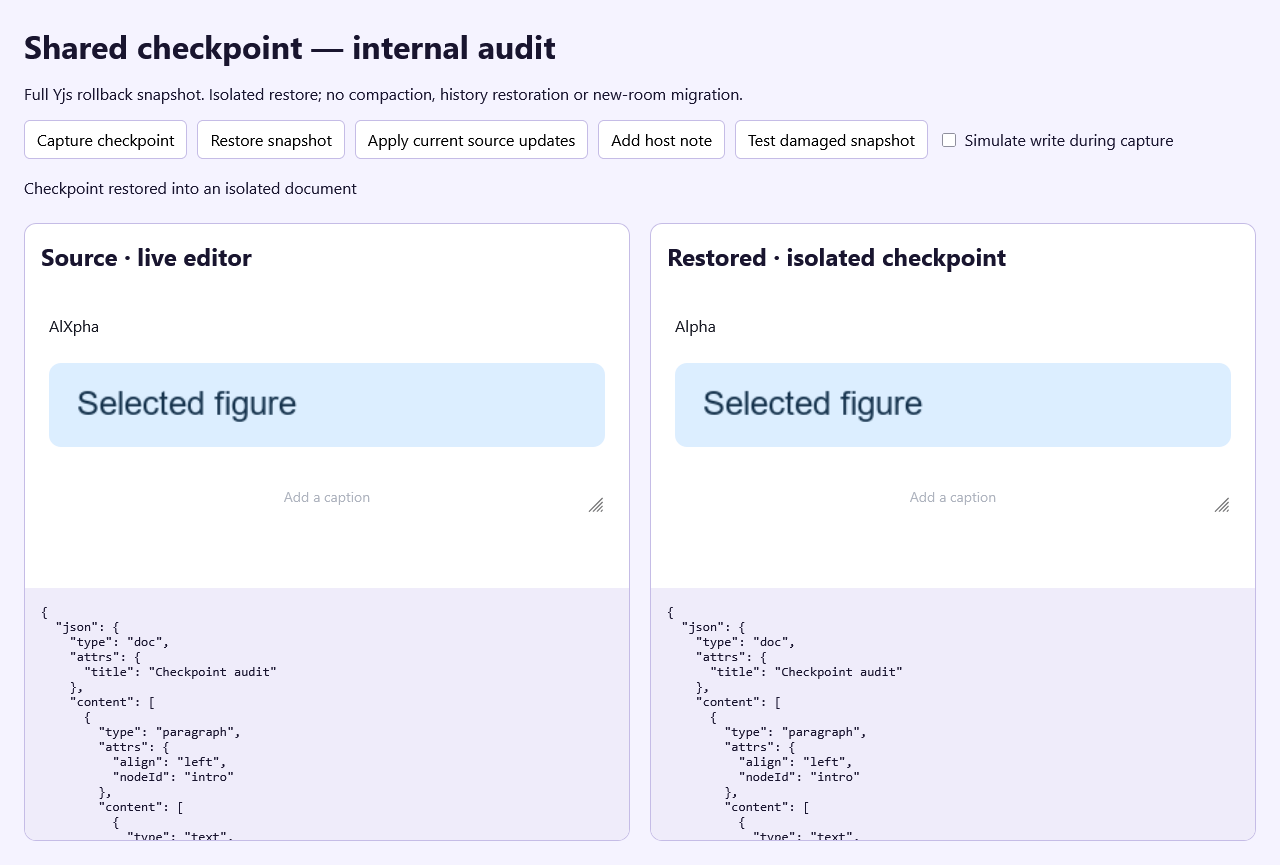 Shared checkpoint — internal audit
Full Yjs rollback snapshot. Isolated restore; no compaction, history restoration or new-room migration.
Capture checkpoint Restore snapshot Apply current source updates Add host note Test damaged snapshot Simulate write during capture
Checkpoint restored into an isolated document
Source · live editor
AlXpha
Selected figure
Add a caption
{
  "json": {
    "type": "doc",
    "attrs": {
      "title": "Checkpoint audit"
    },
    "content": [
      {
        "type": "paragraph",
        "attrs": {
          "align": "left",
          "nodeId": "intro"
        },
        "content": [
          {
            "type": "text",
Restored · isolated checkpoint
Alpha
Selected figure
Add a caption
{
  "json": {
    "type": "doc",
    "attrs": {
      "title": "Checkpoint audit"
    },
    "content": [
      {
        "type": "paragraph",
        "attrs": {
          "align": "left",
          "nodeId": "intro"
        },
        "content": [
          {
            "type": "text",